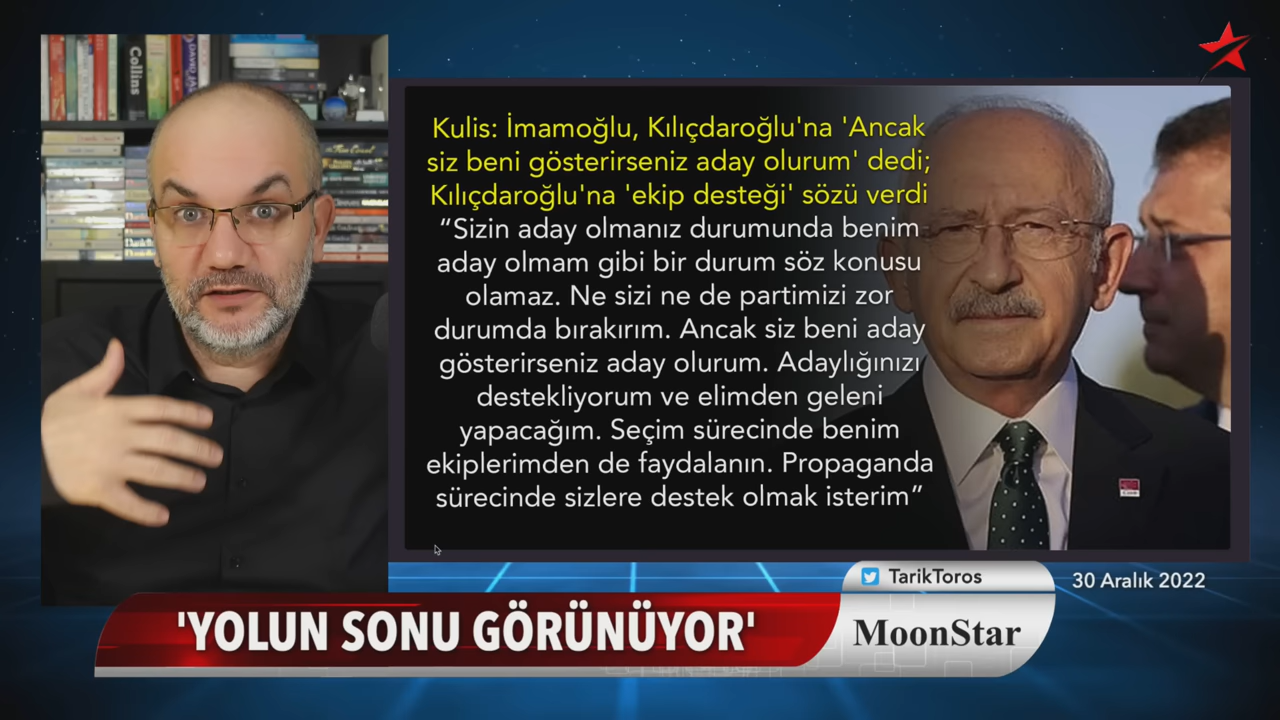 Collins
DAVID
Kulis: İmamoğlu, Kılıçdaroğlu'na 'Ancak
siz beni gösterirseniz aday olurum' dedi;
Kılıçdaroğlu'na 'ekip desteği' sözü verdi
“Sizin aday olmanız durumunda benim
aday olmam gibi bir durum söz konusu
olamaz. Ne sizi ne de partimizi zor
durumda bırakırım. Ancak siz beni aday
gösterirseniz aday olurum. Adaylığınızı
destekliyorum ve elimden geleni
yapacağım. Seçim sürecinde benim
ekiplerimden de faydalanın. Propaganda
sürecinde sizlere destek olmak isterim”
TarikToros
30 Aralık 2022
'YOLUN SONU GÖRÜNÜYOR'
MoonStar